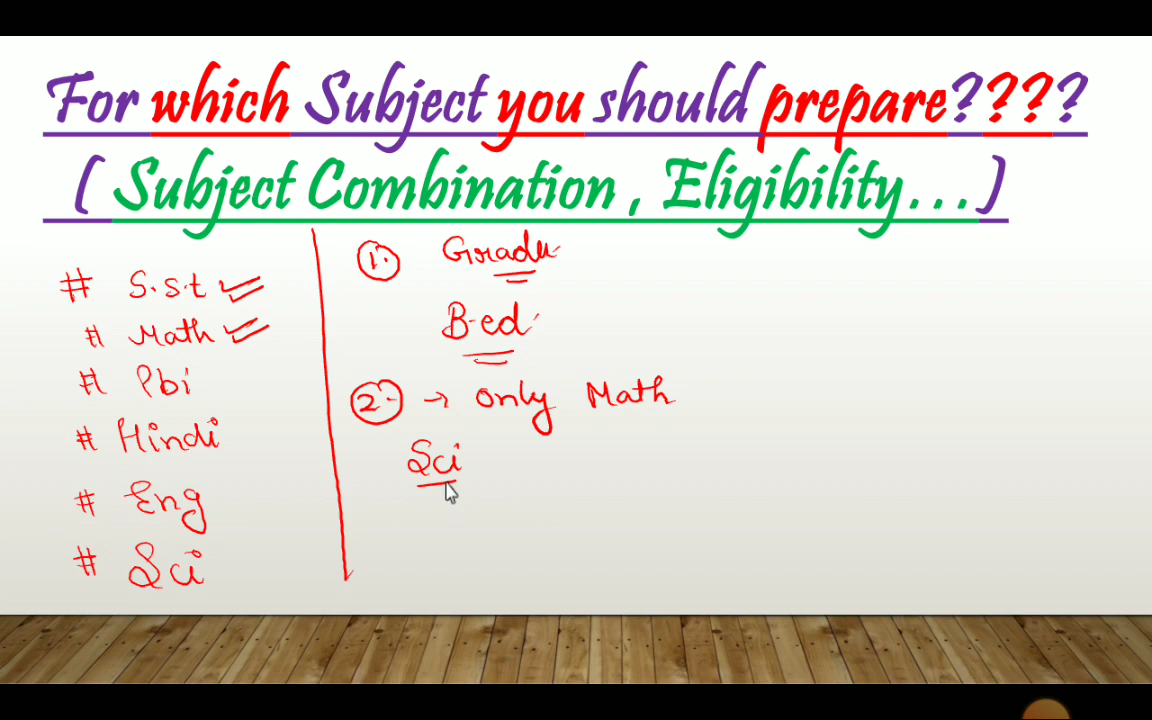 For which Subject you should prepare????
( Subject Combination , Eligibility...)
# S.s.t
# Math
# Pbi
# Hindi
# Eng
# Sci
1. Gradu
B.ed
2. → only Math
Sci